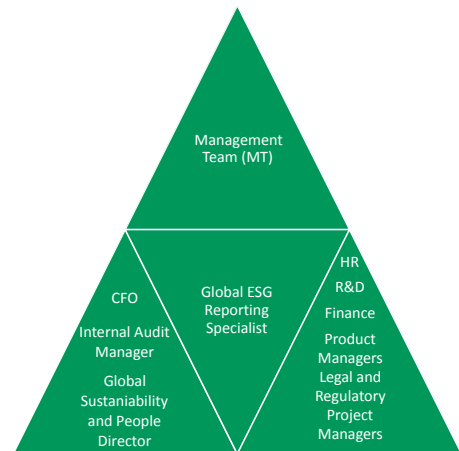 Management
Team (MT)
CFO
Internal Audit
Manager
Global
Sustaniability
and People
Director
Global ESG
Reporting
Specialist
HR
R&D
Finance
Product
Managers
Legal and
Regulatory
Project
Managers